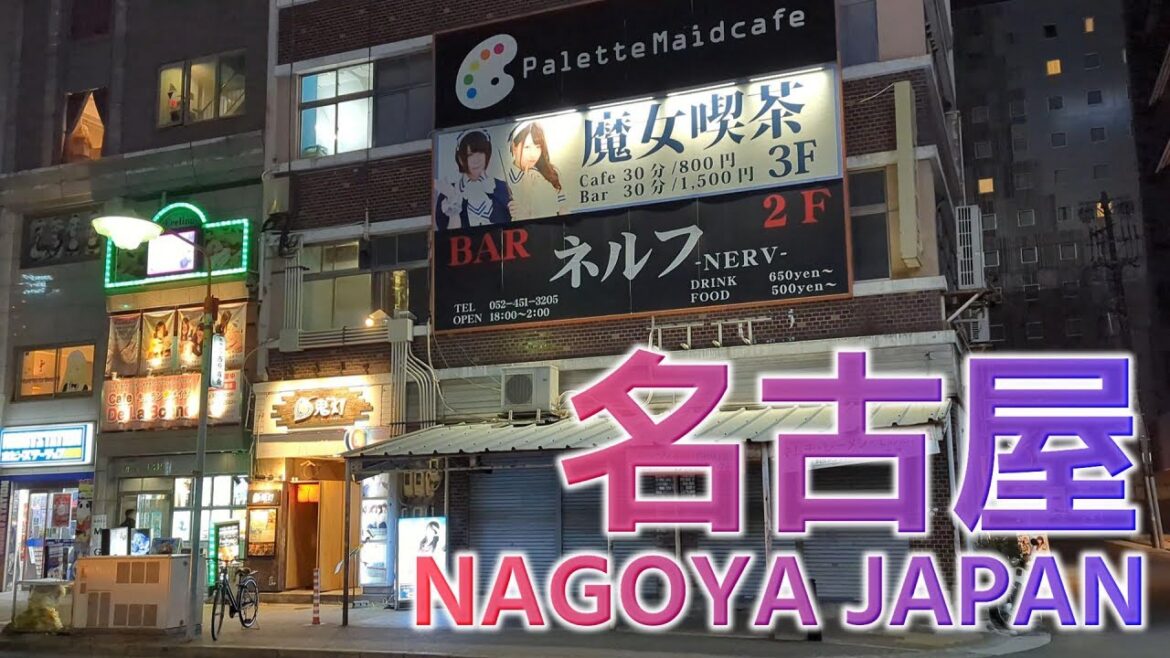 PaletteMaidcafe
魔女喫茶
Cafe 30分/800円
Bar 30分/1,500円
3F
2F
BAR
ネルフ-NERV-
DRINK 650yen~
FOOD 500yen~
TEL 052-451-3205
OPEN 18:00~2:00
Cafe
名古屋
NAGOYA JAPAN